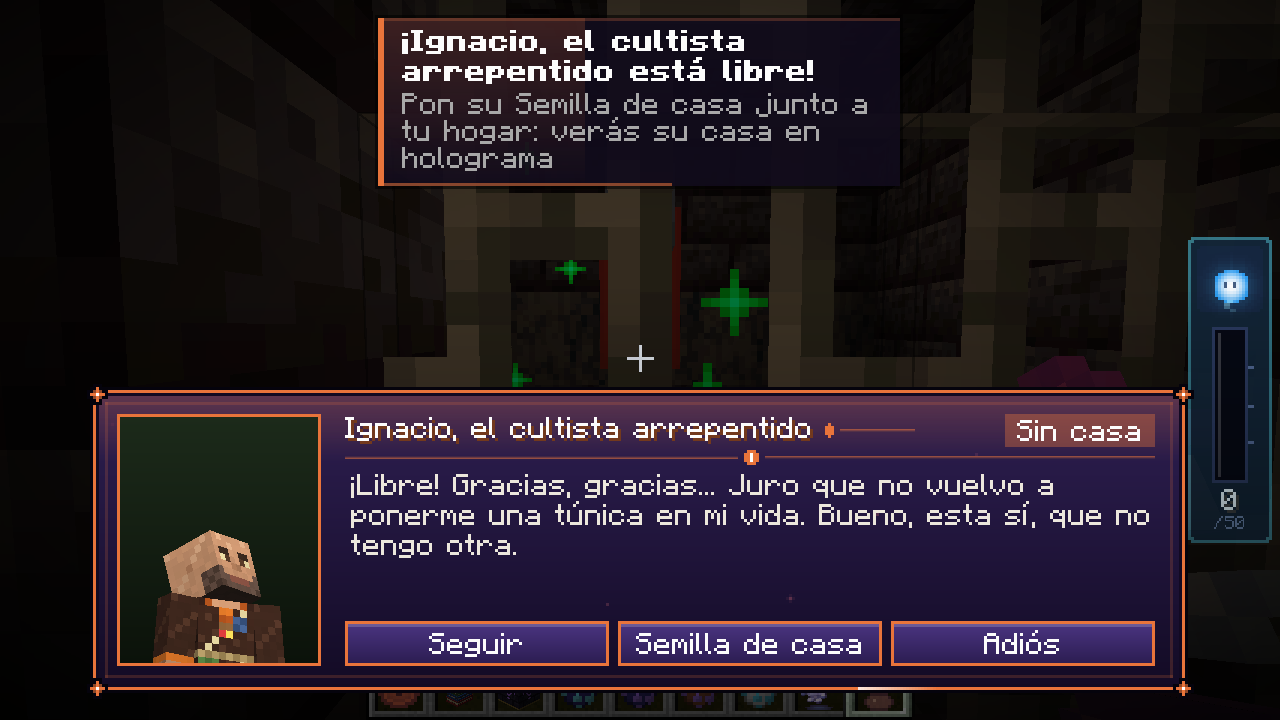 ¡Ignacio, el cultista
arrepentido está libre!
Pon su Semilla de casa junto a
tu hogar: verás su casa en
holograma
Ignacio, el cultista arrepentido
Sin casa
¡Libre! Gracias, gracias... Juro que no vuelvo a
ponerme una túnica en mi vida. Bueno, esta sí, que no
tengo otra.
0
/50
Seguir
Semilla de casa
Adiós